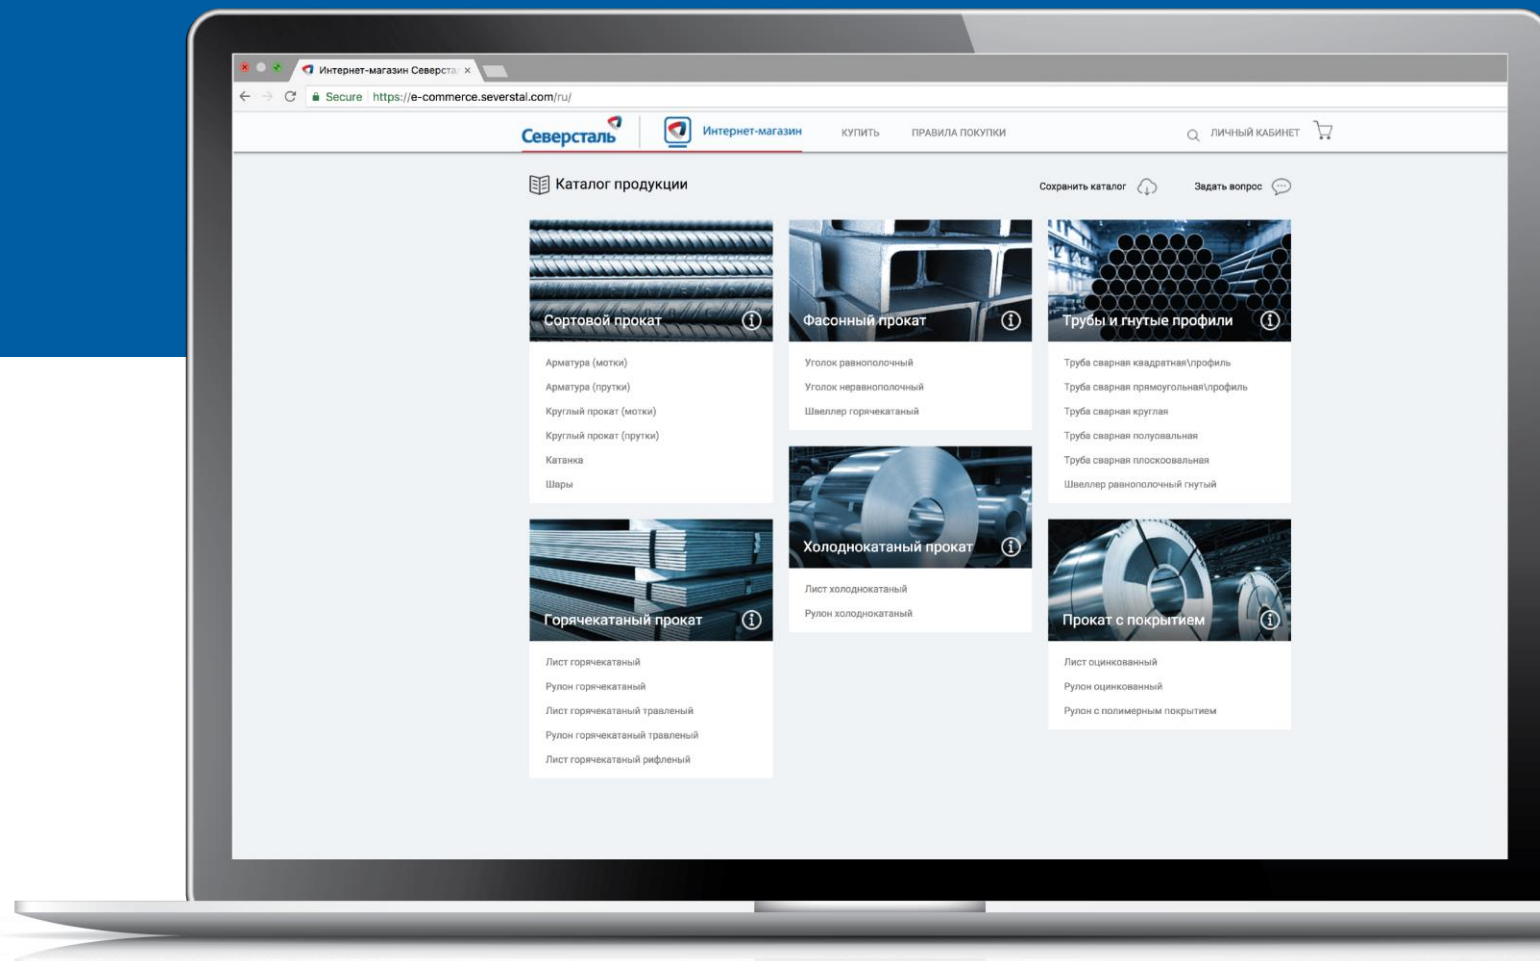 Интернет-магазин Северста
Secure https://e-commerce.severstal.com/ru/
Северсталь Интернет-магазин КУПИТЬ ПРАВИЛА ПОКУПКИ ЛИЧНЫЙ КАБИНЕТ
Каталог продукции Сохранить каталог Задать вопрос
Сортовой прокат
Арматура (мотки)
Арматура (прутки)
Круглый прокат (мотки)
Круглый прокат (прутки)
Катанка
Шары
Фасонный прокат
Уголок равнополочный
Уголок неравнополочный
Швеллер горячекатаный
Трубы и гнутые профили
Труба сварная квадратная\профиль
Труба сварная прямоугольная\профиль
Труба сварная круглая
Труба сварная полуовальная
Труба сварная плоскоовальная
Швеллер равнополочный гнутый
Горячекатаный прокат
Лист горячекатаный
Рулон горячекатаный
Лист горячекатаный травленый
Рулон горячекатаный травленый
Лист горячекатаный рифленый
Холоднокатаный прокат
Лист холоднокатаный
Рулон холоднокатаный
Прокат с покрытием
Лист оцинкованный
Рулон оцинкованный
Рулон с полимерным покрытием